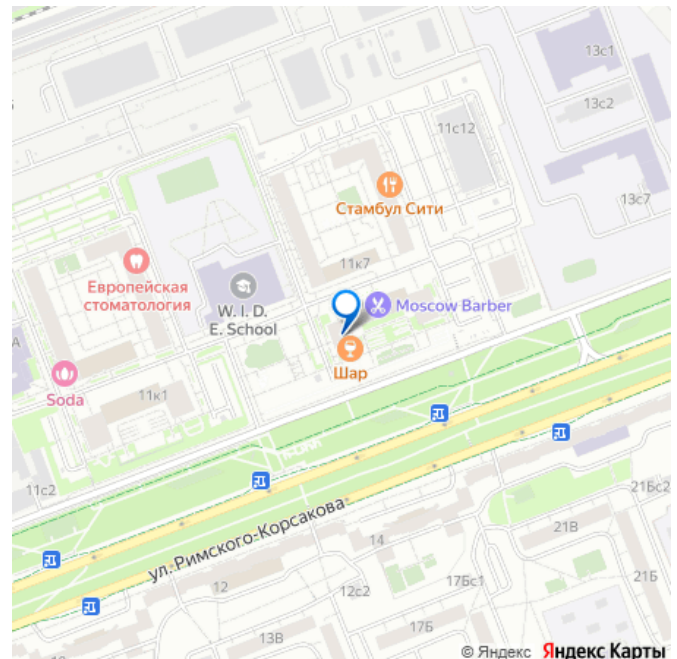 13с1
13с2
11с12
13с7
Стамбул Сити
11к7
Европейская
стоматология
W. I. D.
E. School
Moscow Barber
Шар
Soda
11к1
11с2
ул. Римского-Корсакова
14
12
12с2
13В
17Б
17Бс1
21Бс2
21В
21Б
© Яндекс Яндекс Карты